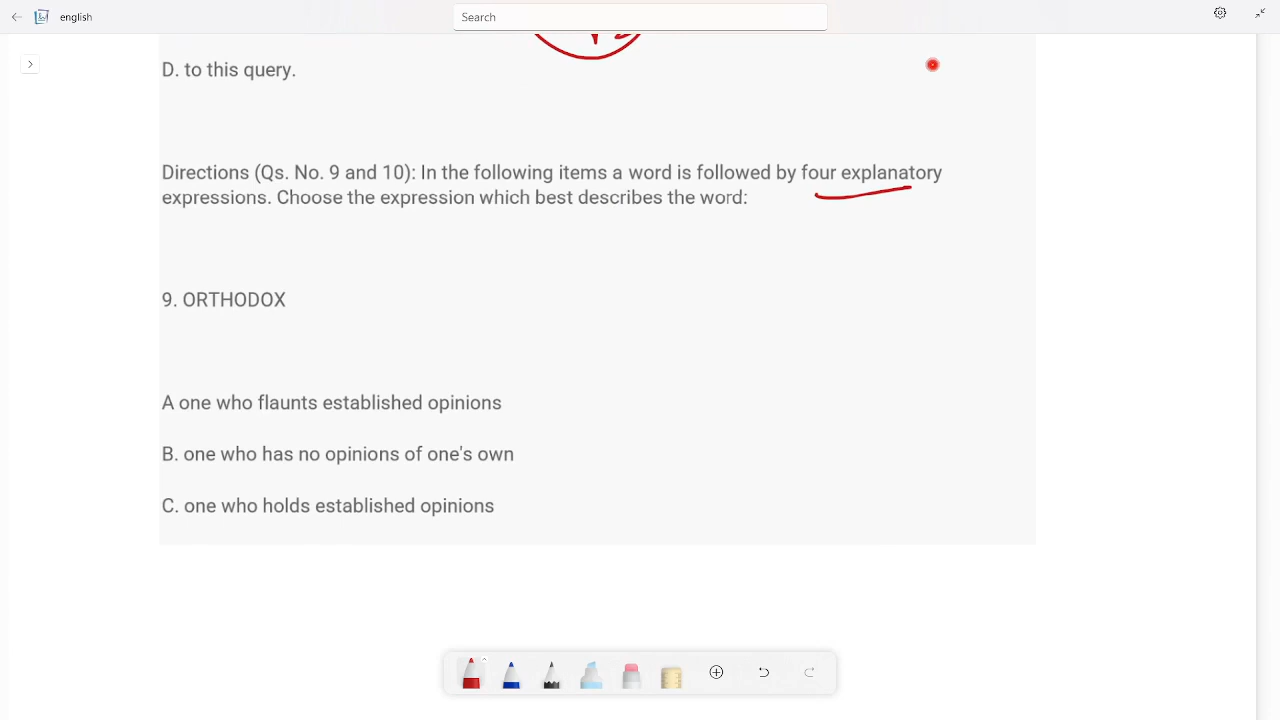 english
Search
D. to this query.
Directions (Qs. No. 9 and 10): In the following items a word is followed by four explanatory
expressions. Choose the expression which best describes the word:
9. ORTHODOX
A one who flaunts established opinions
B. one who has no opinions of one's own
C. one who holds established opinions